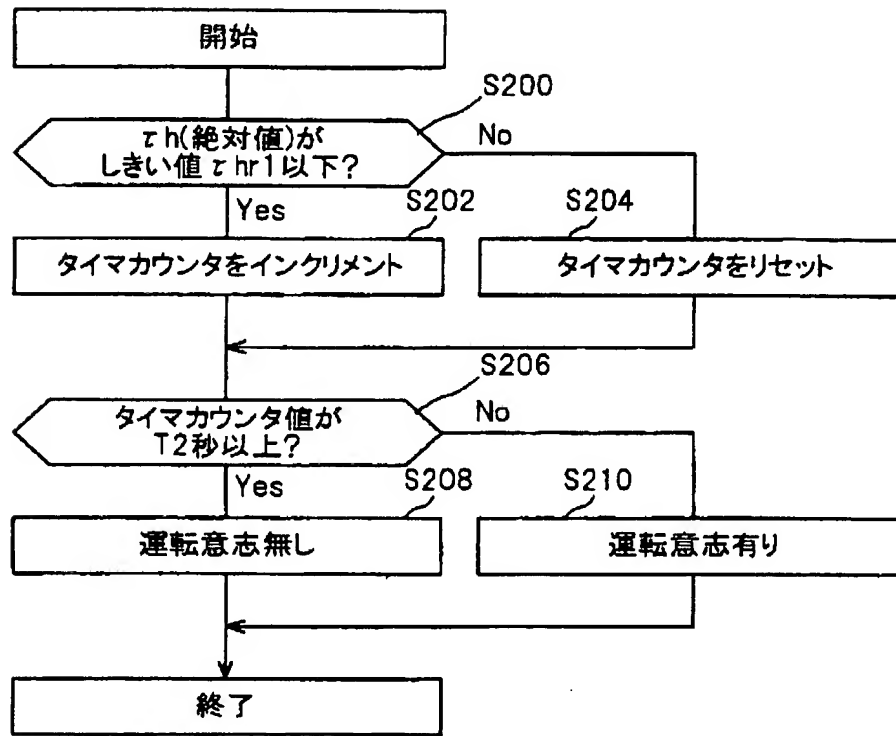 開始
S200
τh(絶対値)が
しきい値τhr1以下?
No
Yes
S202
S204
タイマカウンタをインクリメント
タイマカウンタをリセット
S206
タイマカウンタ値が
T2秒以上?
No
Yes
S208
S210
運転意志無し
運転意志有り
終了